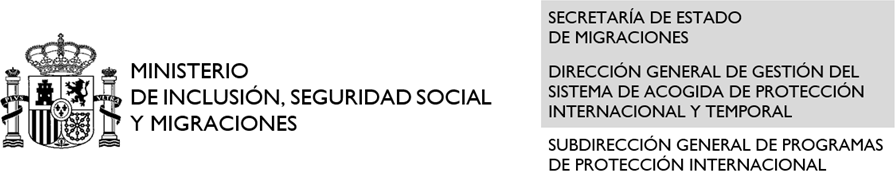 MINISTERIO
DE INCLUSIÓN, SEGURIDAD SOCIAL
Y MIGRACIONES
SECRETARÍA DE ESTADO
DE MIGRACIONES
DIRECCIÓN GENERAL DE GESTIÓN DEL
SISTEMA DE ACOGIDA DE PROTECCIÓN
INTERNACIONAL Y TEMPORAL
SUBDIRECCIÓN GENERAL DE PROGRAMAS
DE PROTECCIÓN INTERNACIONAL